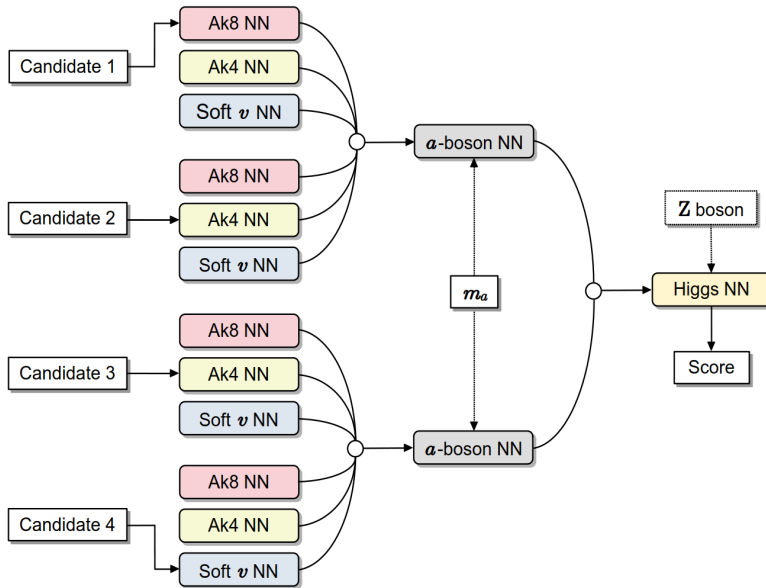 Ak8 NN
Candidate 1
Ak4 NN
Soft v NN
a-boson NN
Ak8 NN
Candidate 2
Ak4 NN
Z boson
Soft v NN
m_a
Higgs NN
Ak8 NN
Candidate 3
Ak4 NN
Score
Soft v NN
a-boson NN
Ak8 NN
Candidate 4
Ak4 NN
Soft v NN